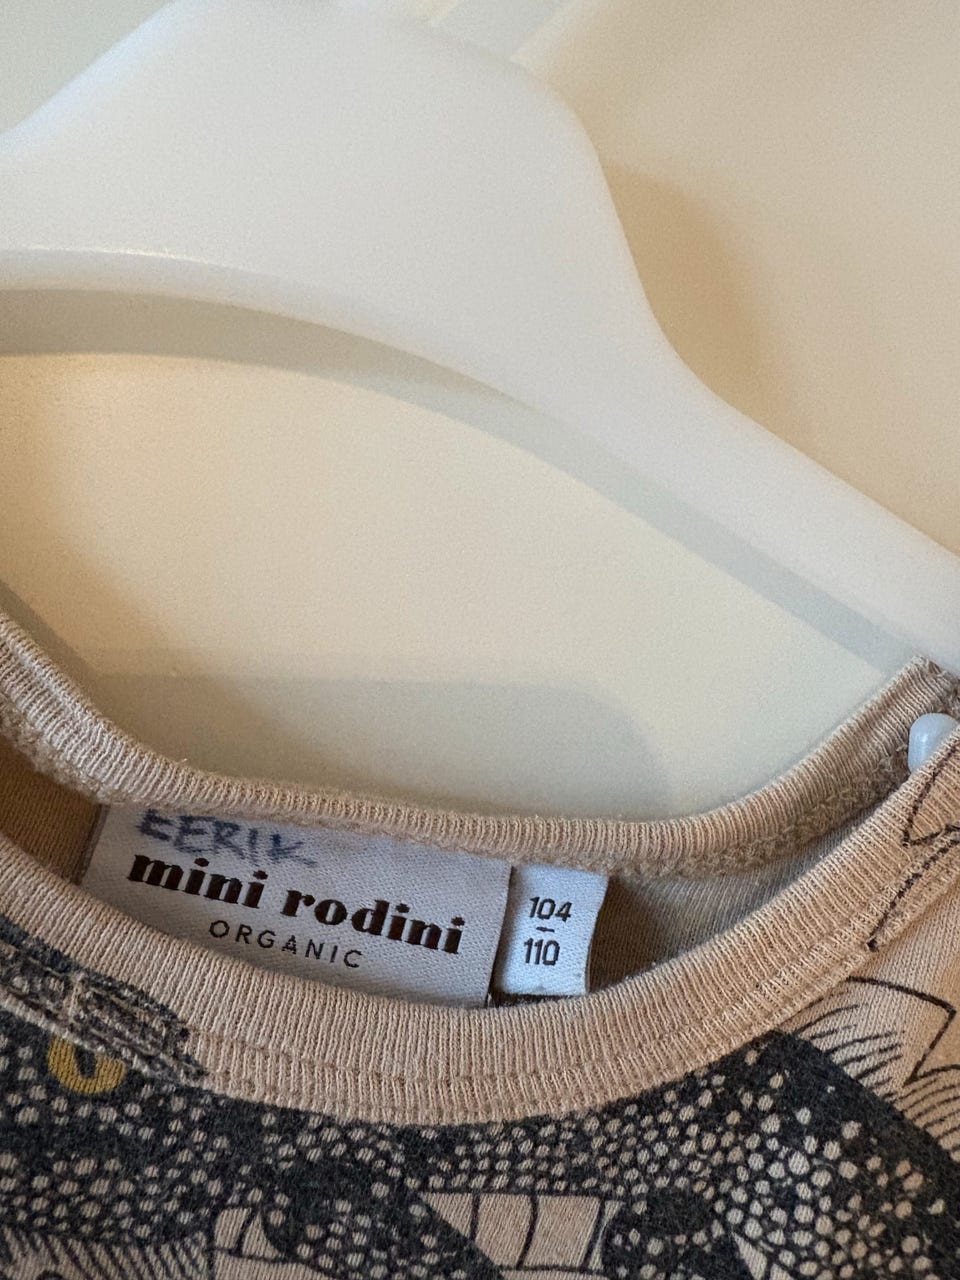 EERIK
mini rodini
ORGANIC
104
110